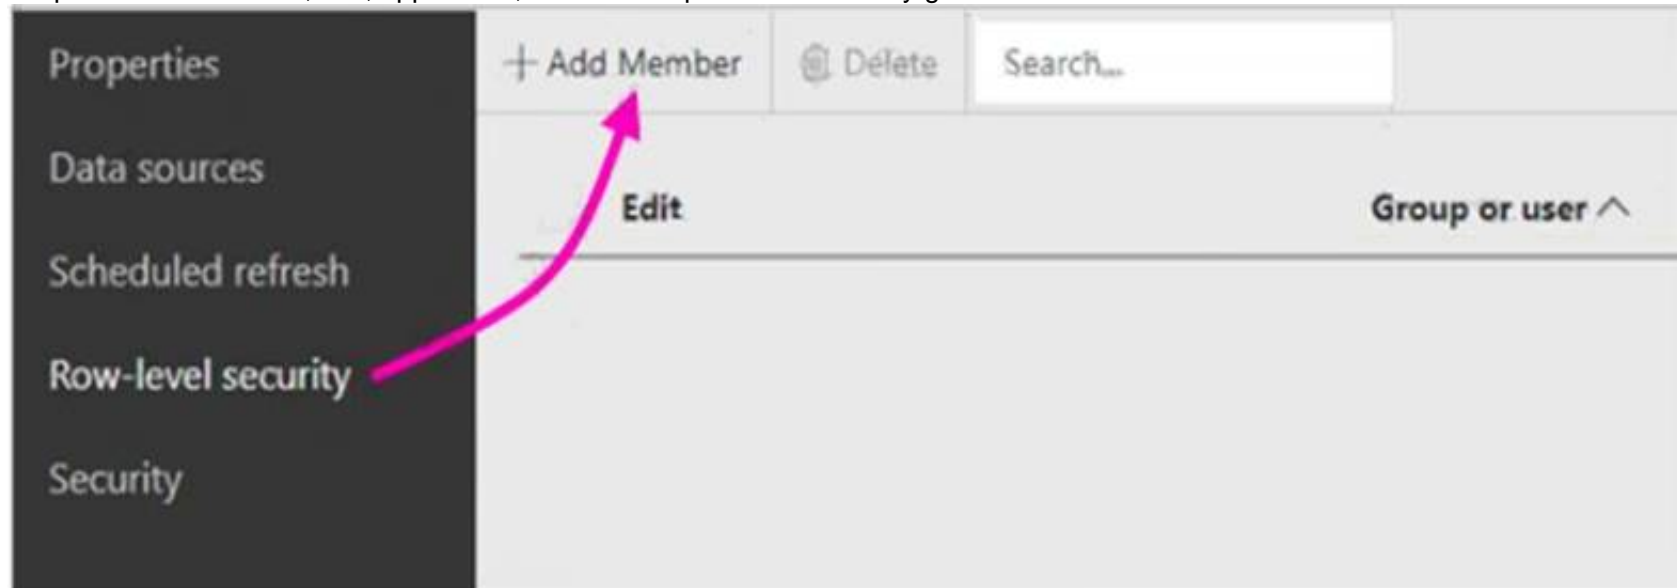 Properties
Data sources
Scheduled refresh
Row-level security
Security
+ Add Member Delete Search...
Edit Group or user